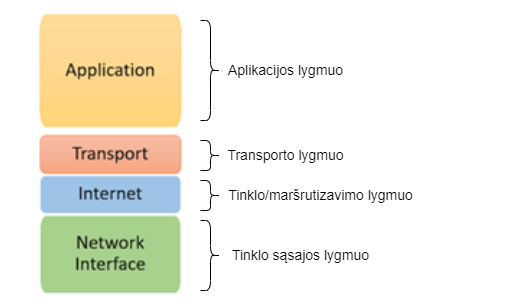 Application
Aplikacijos lygmuo
Transport
Transporto lygmuo
Internet
Tinklo/maršrutizavimo lygmuo
Network
Interface
Tinklo sąsajos lygmuo